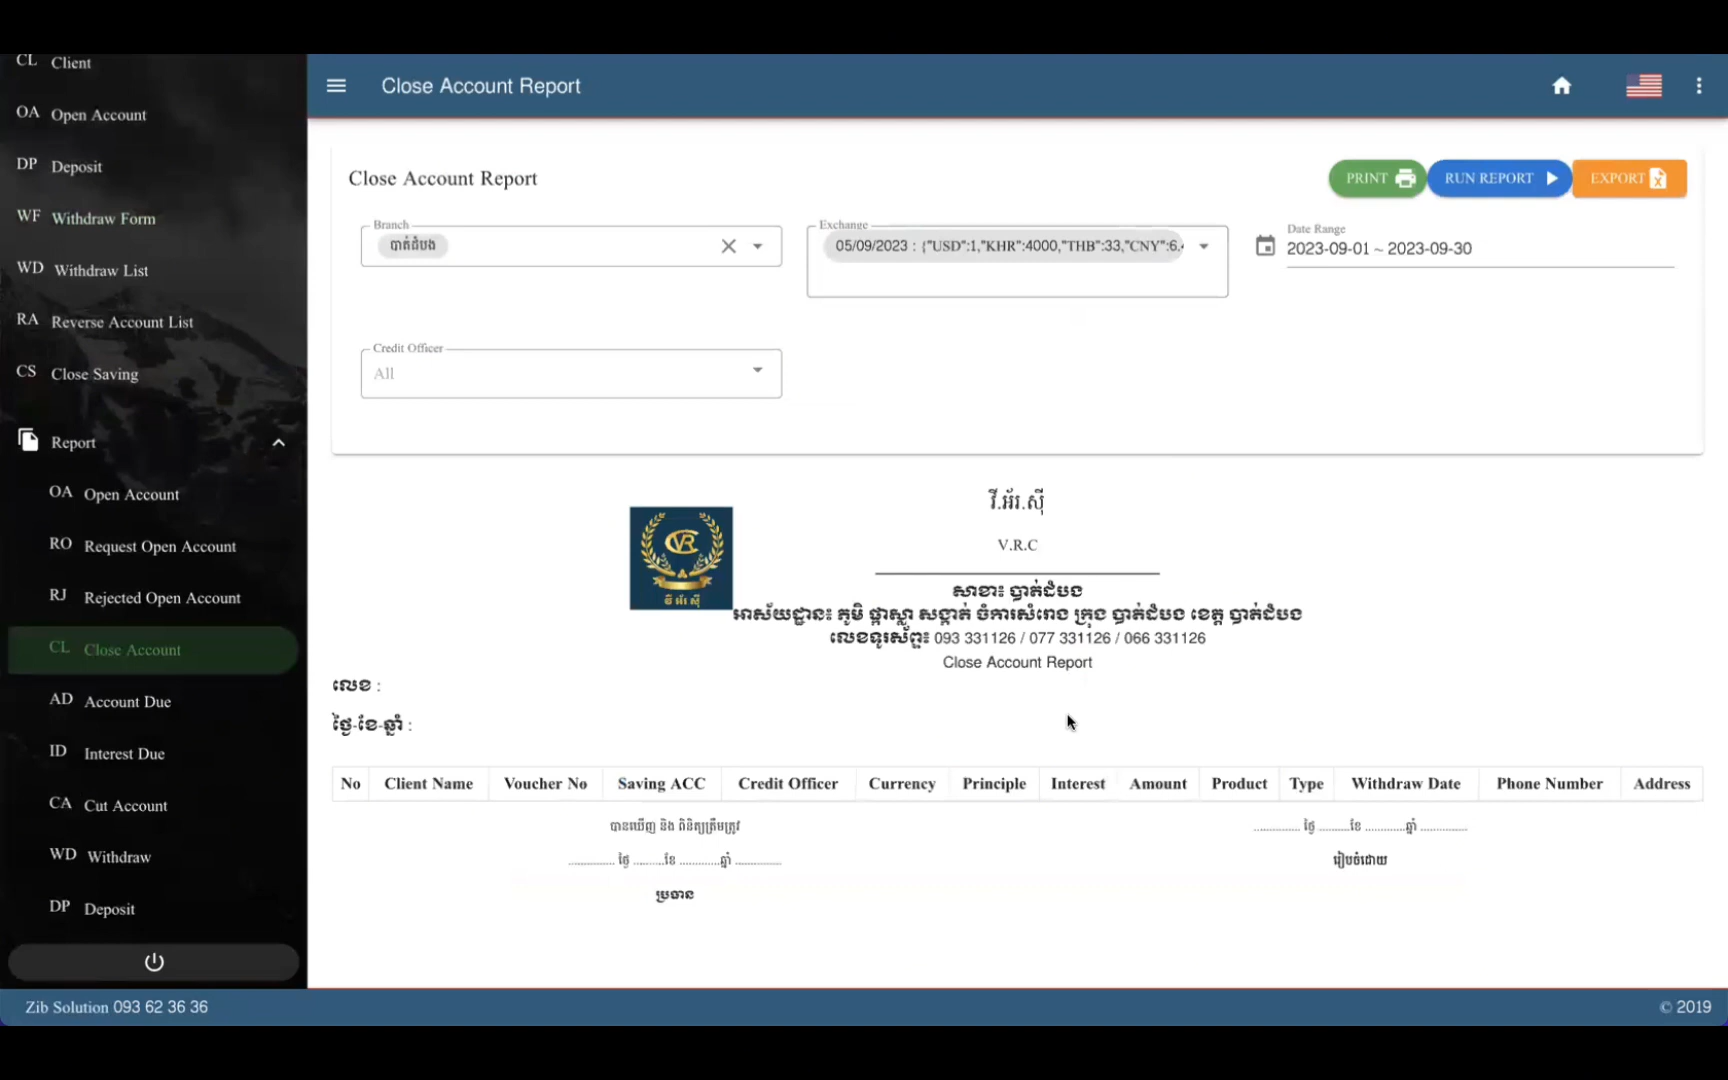 CL Client
OA Open Account
DP Deposit
WF Withdraw Form
WD Withdraw List
RA Reverse Account List
CS Close Saving
Report
OA Open Account
RO Request Open Account
RJ Rejected Open Account
CL Close Account
AD Account Due
ID Interest Due
CA Cut Account
WD Withdraw
DP Deposit
Close Account Report
Close Account Report
PRINT
RUN REPORT
EXPORT
Branch
បាត់ដំបង
Exchange
05/09/2023 : {"USD":1,"KHR":4000,"THB":33,"CNY":6.
Date Range
2023-09-01 ~ 2023-09-30
Credit Officer
All
វី.អ័រ.ស៊ី
V.R.C
VR
វី អ័រ ស៊ី
សាខា៖ បាត់ដំបង
អាស័យដ្ឋាន៖ ភូមិ ផ្កាស្លា សង្កាត់ ចំការសំរោង ក្រុង បាត់ដំបង ខេត្ត បាត់ដំបង
លេខទូរស័ព្ទ៖ 093 331126 / 077 331126 / 066 331126
Close Account Report
លេខ :
ថ្ងៃ-ខែ-ឆ្នាំ :
No Client Name Voucher No Saving ACC Credit Officer Currency Principle Interest Amount Product Type Withdraw Date Phone Number Address
បានឃើញ និង ពិនិត្យត្រឹមត្រូវ
.............. ថ្ងៃ ..........ខែ ............ឆ្នាំ ..............
ប្រធាន
.............. ថ្ងៃ ..........ខែ ............ឆ្នាំ ..............
រៀបចំដោយ
Zib Solution 093 62 36 36
© 2019